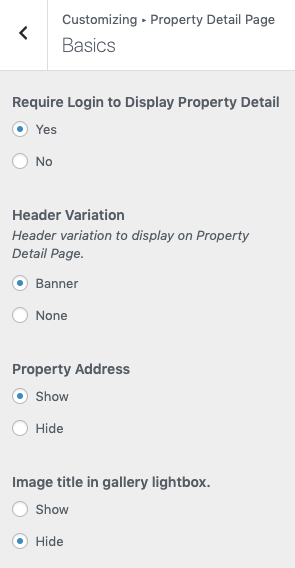 Customizing ▸ Property Detail Page
Basics
Require Login to Display Property Detail
Yes
No
Header Variation
Header variation to display on Property
Detail Page.
Banner
None
Property Address
Show
Hide
Image title in gallery lightbox.
Show
Hide